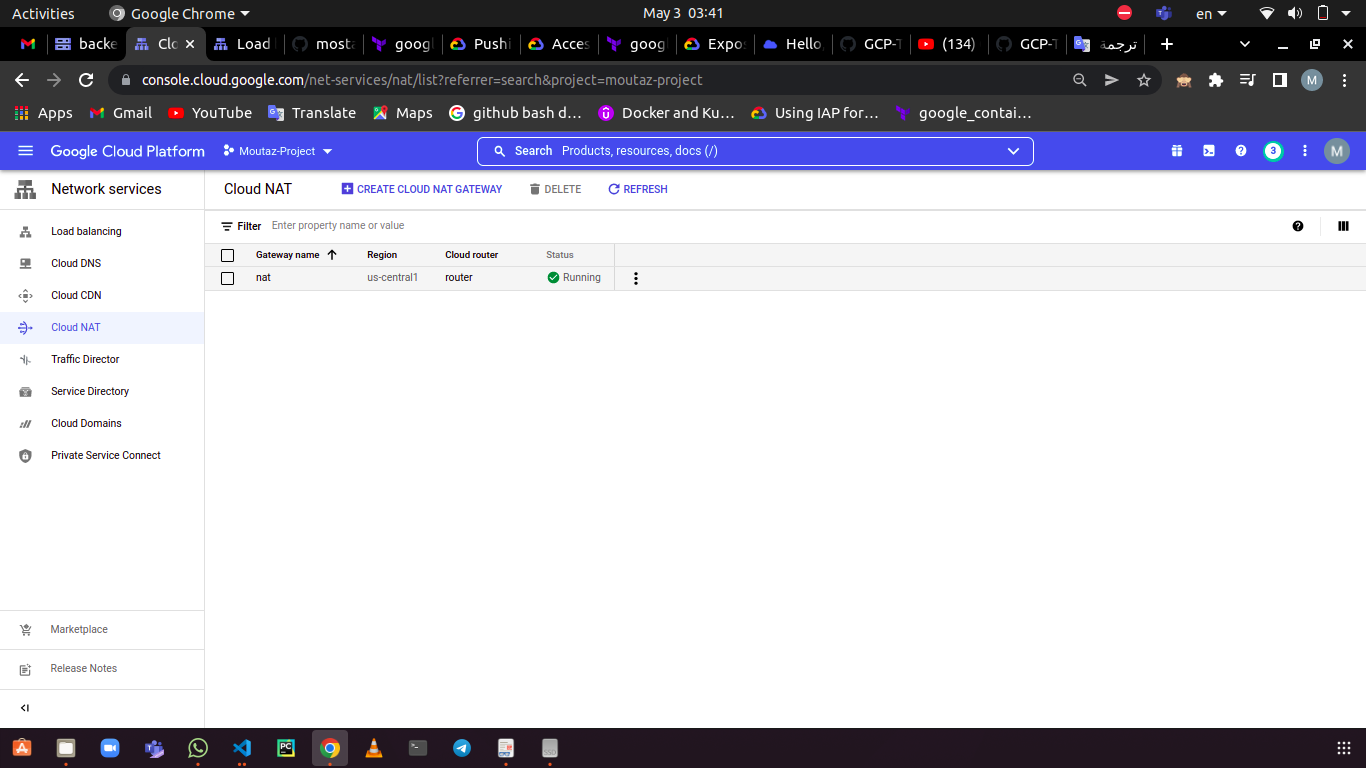 Activities Google Chrome May 3 03:41 en
backe Clo Load mosta googl Pushi Acces googl Expos Hello, GCP-T (134) GCP-T ترجمة
console.cloud.google.com/net-services/nat/list?referrer=search&project=moutaz-project M
Apps Gmail YouTube Translate Maps github bash d… Docker and Ku… Using IAP for… google_contai…
Google Cloud Platform Moutaz-Project Search Products, resources, docs (/) 3 M
Network services
Cloud NAT CREATE CLOUD NAT GATEWAY DELETE REFRESH
Load balancing
Cloud DNS
Cloud CDN
Cloud NAT
Traffic Director
Service Directory
Cloud Domains
Private Service Connect
Marketplace
Release Notes
Filter Enter property name or value
Gateway name Region Cloud router Status
nat us-central1 router Running